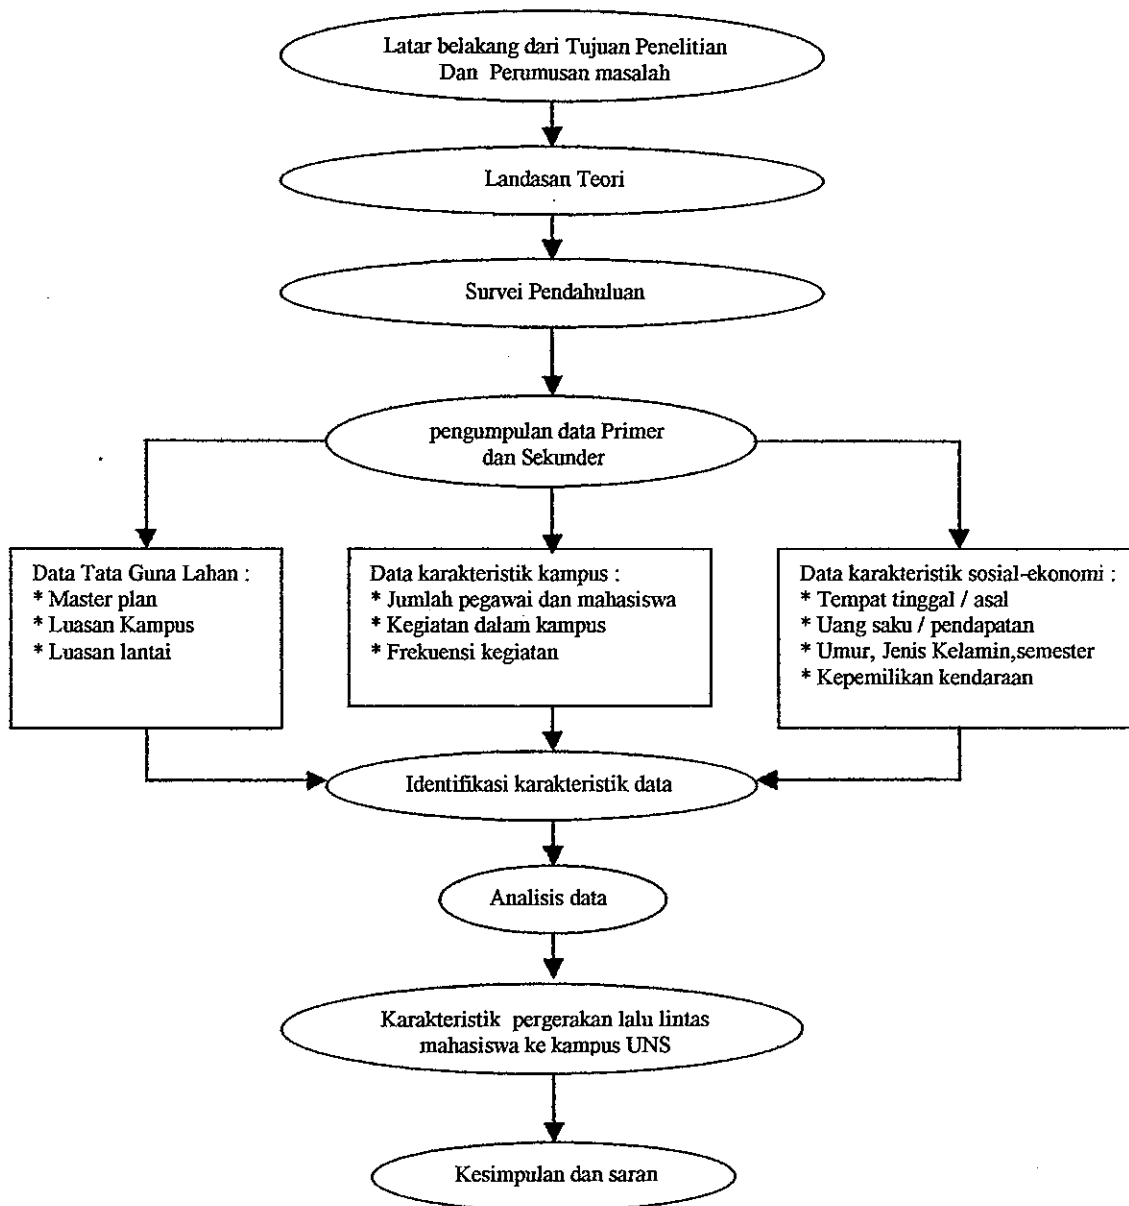 Latar belakang dari Tujuan Penelitian
Dan Perumusan masalah
Landasan Teori
Survei Pendahuluan
pengumpulan data Primer
dan Sekunder
Data Tata Guna Lahan :
* Master plan
* Luasan Kampus
* Luasan lantai
Data karakteristik kampus :
* Jumlah pegawai dan mahasiswa
* Kegiatan dalam kampus
* Frekuensi kegiatan
Data karakteristik sosial-ekonomi :
* Tempat tinggal / asal
* Uang saku / pendapatan
* Umur, Jenis Kelamin,semester
* Kepemilikan kendaraan
Identifikasi karakteristik data
Analisis data
Karakteristik pergerakan lalu lintas
mahasiswa ke kampus UNS
Kesimpulan dan saran